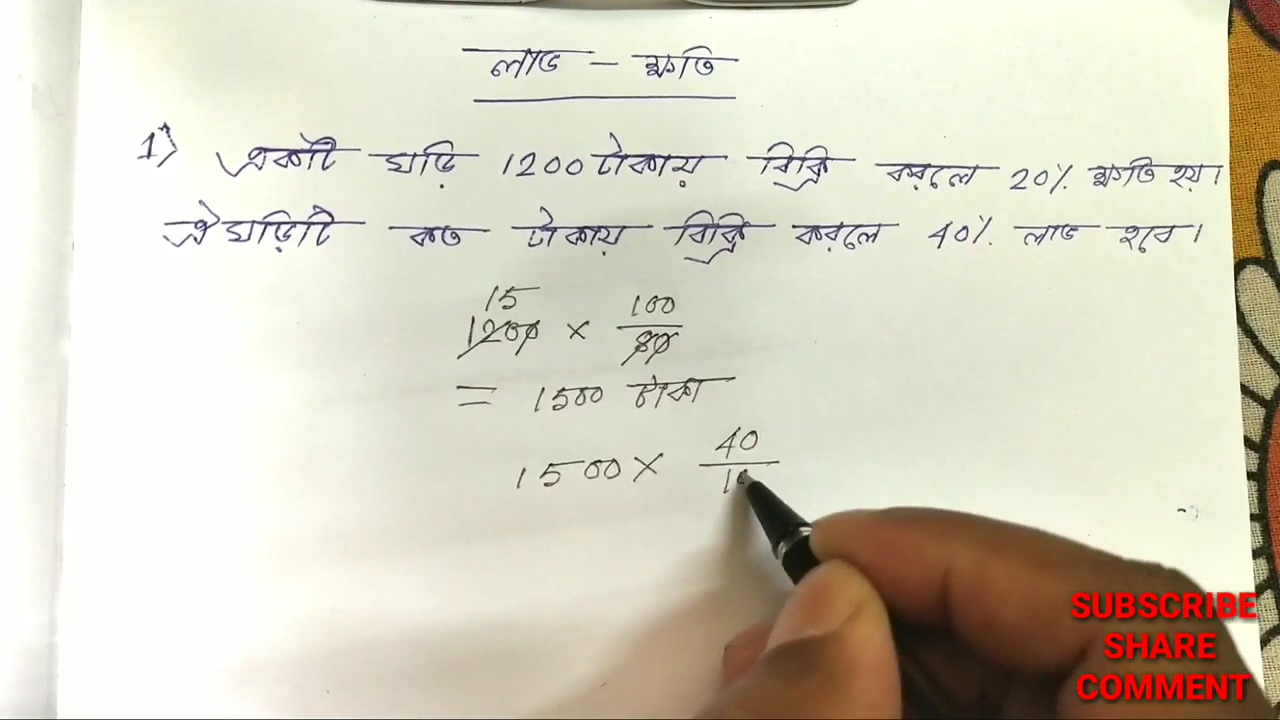 লাভ – ক্ষতি
1) একটি ঘড়ি 1200 টাকায় বিক্রি করলে 20% ক্ষতি হয়।
ঐ ঘড়িটি কত টাকায় বিক্রি করলে 40% লাভ হবে।
15
1200 × 100/80
= 1500 টাকা
1500 × 40/10
SUBSCRIBE
SHARE
COMMENT